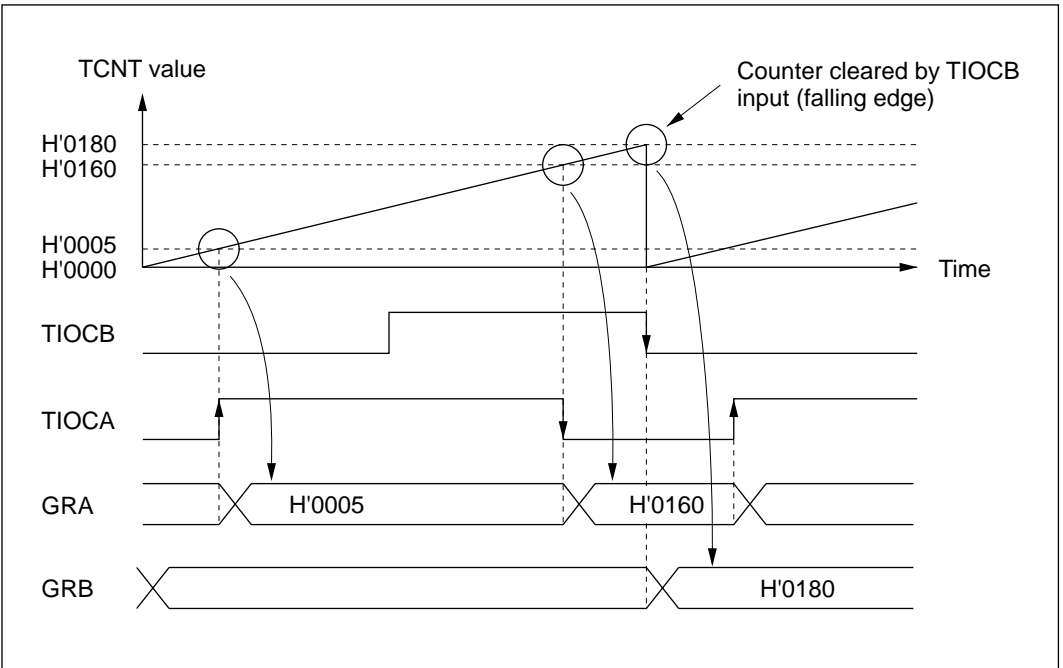 TCNT value
Counter cleared by TIOCB
input (falling edge)
H'0180
H'0160
H'0005
H'0000
Time
TIOCB
TIOCA
GRA
H'0005
H'0160
GRB
H'0180